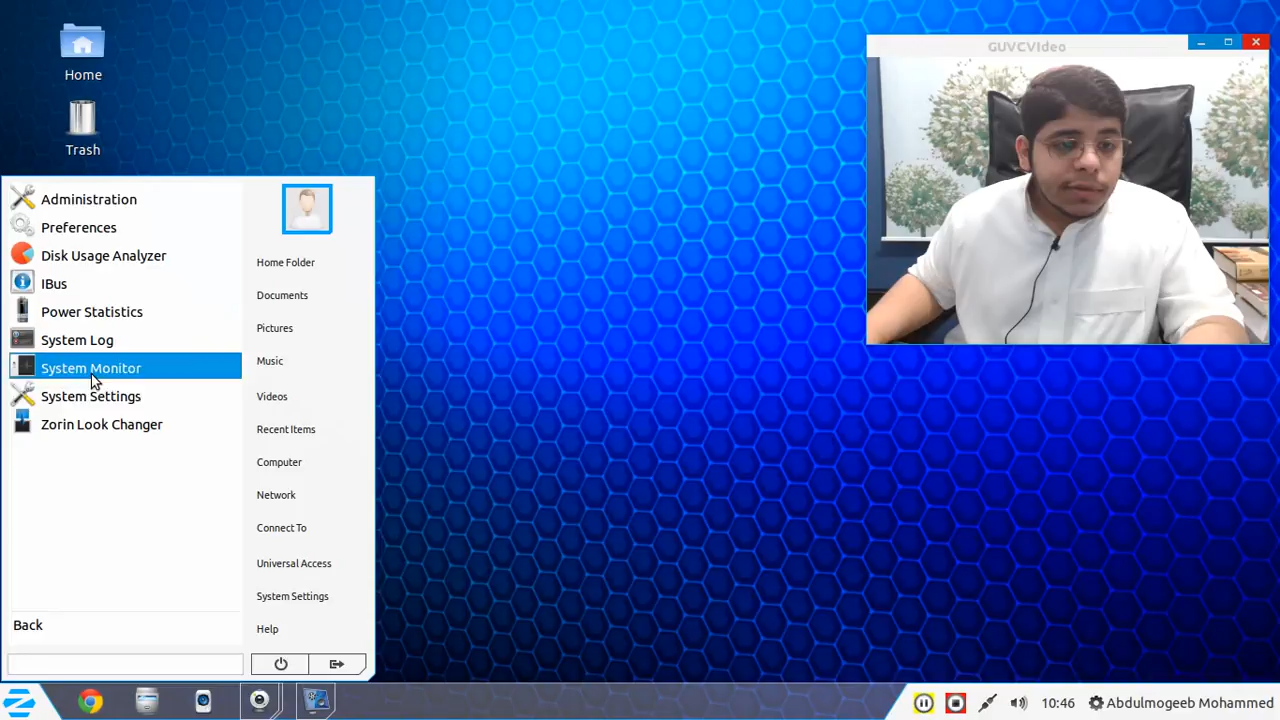 Home
Trash
GUVCVIdeo
Administration
Preferences
Disk Usage Analyzer
IBus
Power Statistics
System Log
System Monitor
System Settings
Zorin Look Changer
Back
Home Folder
Documents
Pictures
Music
Videos
Recent Items
Computer
Network
Connect To
Universal Access
System Settings
Help
10:46
Abdulmogeeb Mohammed